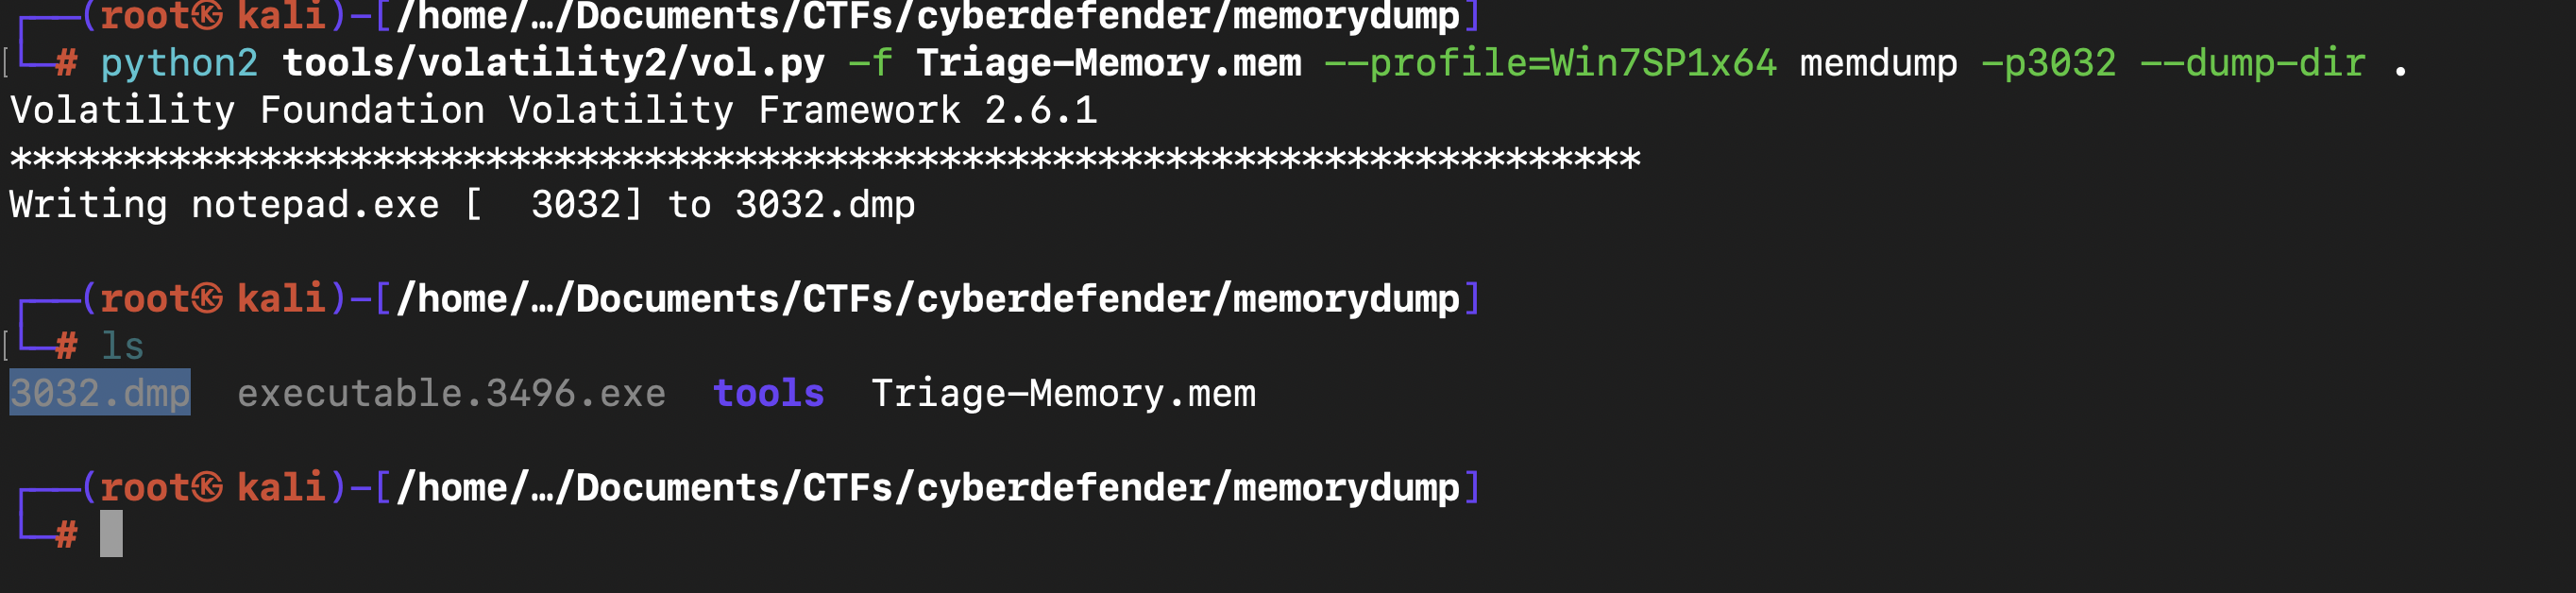 ┌──(root㉿kali)-[/home/…/Documents/CTFs/cyberdefender/memorydump]
└─# python2 tools/volatility2/vol.py -f Triage-Memory.mem --profile=Win7SP1x64 memdump -p3032 --dump-dir .
Volatility Foundation Volatility Framework 2.6.1
************************************************************************
Writing notepad.exe [  3032] to 3032.dmp
┌──(root㉿kali)-[/home/…/Documents/CTFs/cyberdefender/memorydump]
└─# ls
3032.dmp  executable.3496.exe  tools  Triage-Memory.mem
┌──(root㉿kali)-[/home/…/Documents/CTFs/cyberdefender/memorydump]
└─#